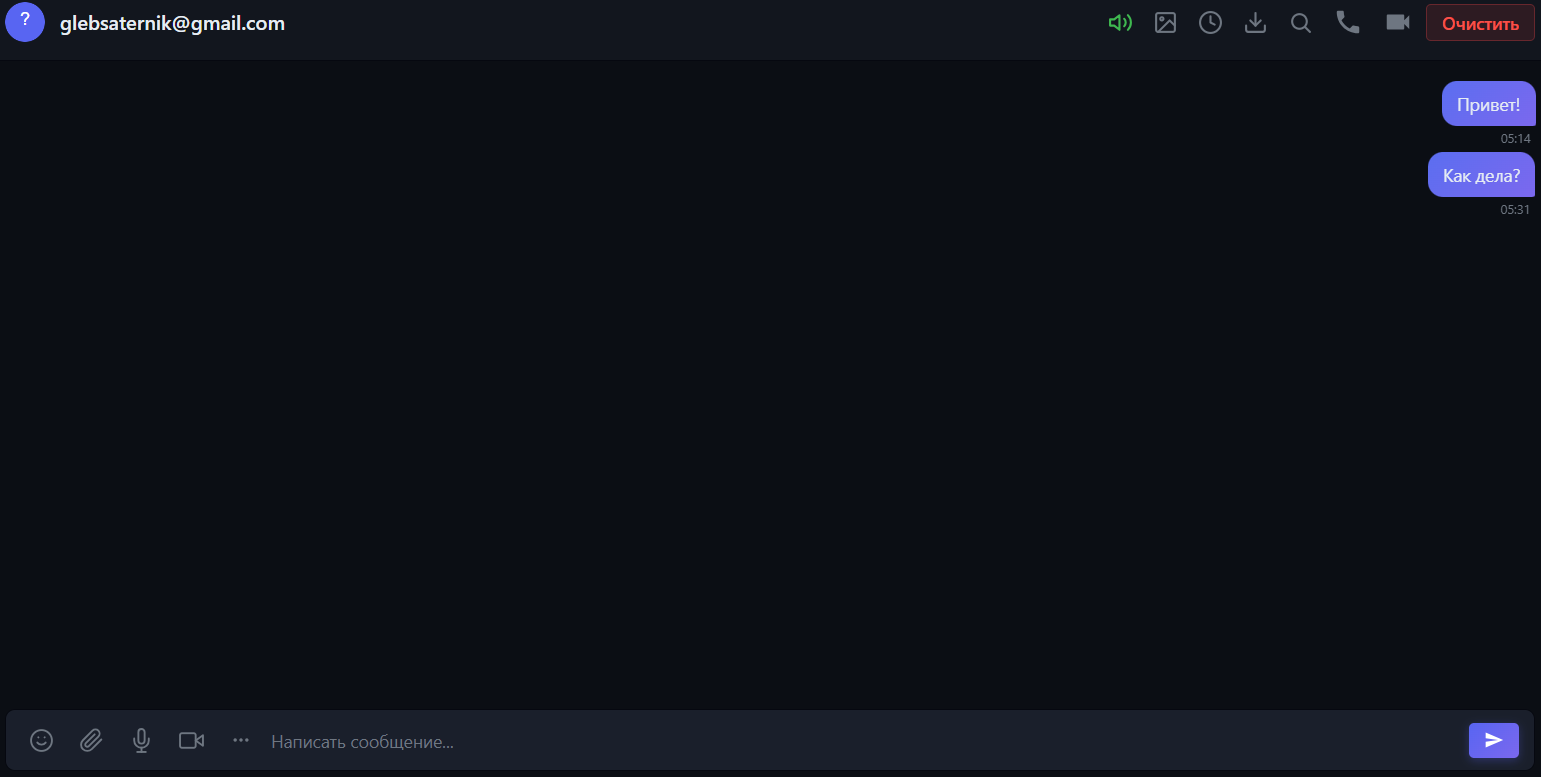 ?
glebsaternik@gmail.com
Очистить
Привет!
05:14
Как дела?
05:31
Написать сообщение...